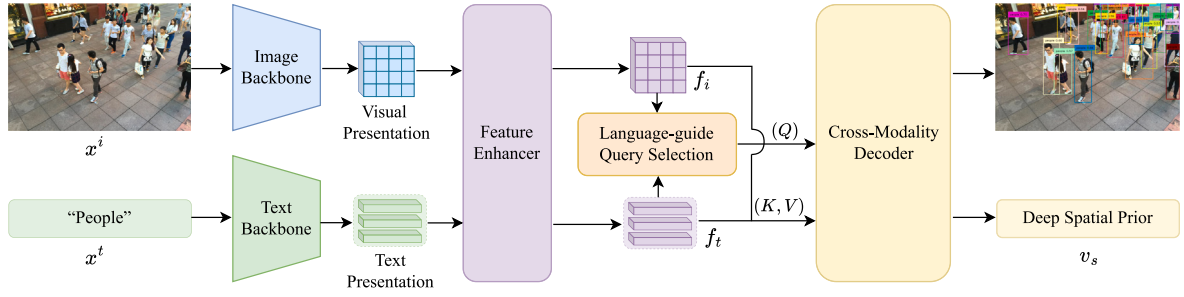 x^i
Image
Backbone
Visual
Presentation
Feature
Enhancer
f_i
Language-guide
Query Selection
(Q)
Cross-Modality
Decoder
“People”
x^t
Text
Backbone
Text
Presentation
f_t
(K, V)
Deep Spatial Prior
v_s